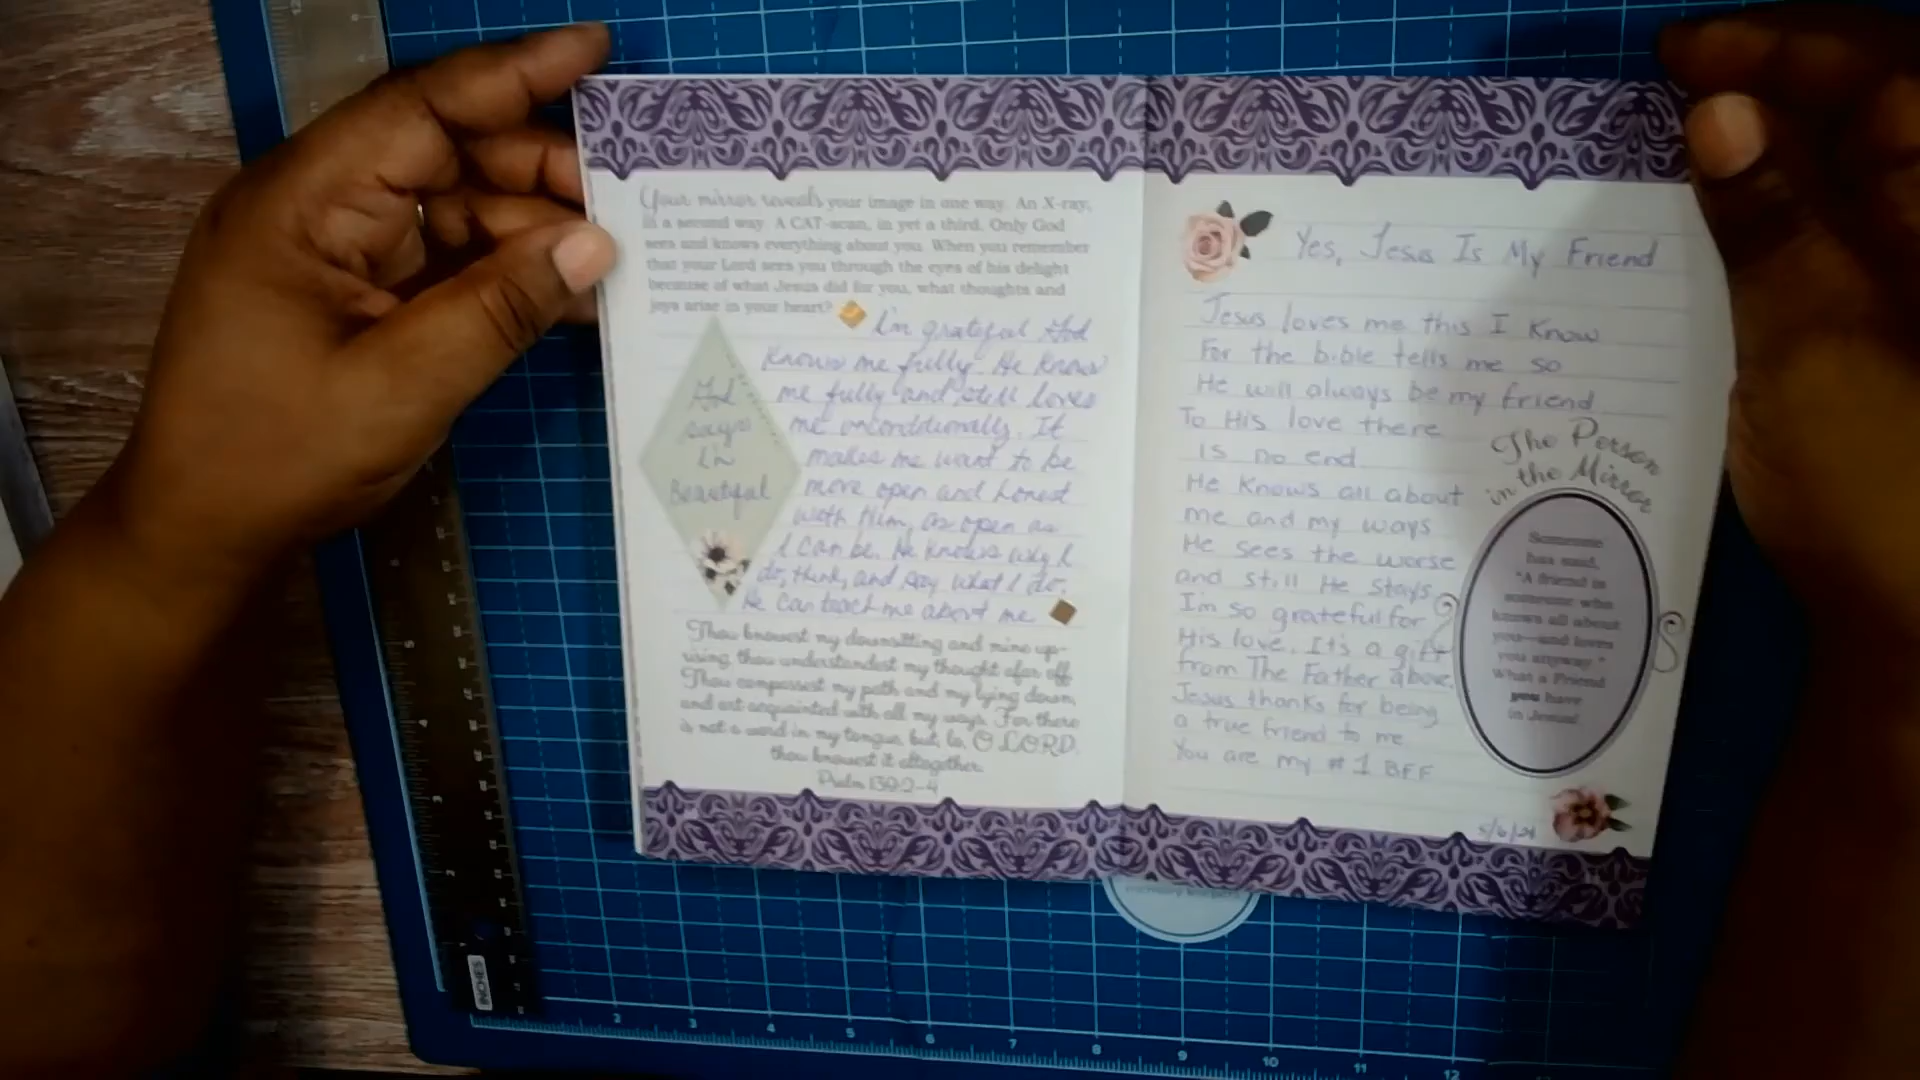 Your mirror reveals your image in one way. An X-ray,
in a second way. A CAT-scan, in yet a third. Only God
sees and knows everything about you. When you remember
that your Lord sees you through the eyes of his delight
because of what Jesus did for you, what thoughts and
joys arise in your heart?
I'm grateful God
knows me fully. He knows
me fully and still loves
me unconditionally. It
makes me want to be
more open and honest
with Him, as open as
I can be. He knows why I
do, think, and say what I do.
He can teach me about me
God
says
I'm
Beautiful
Thou knowest my downsitting and mine up-
rising, thou understandest my thought afar off.
Thou compassest my path and my lying down,
and art acquainted with all my ways. For there
is not a word in my tongue, but, lo, O LORD,
thou knowest it altogether.
Psalm 139:2-4
Yes, Jesus Is My Friend
Jesus loves me this I know
For the bible tells me so
He will always be my friend
To His love there
is no end
He knows all about
me and my ways
He sees the worse
and still He stays
I'm so grateful for
His love. It's a gift
from The Father above.
Jesus thanks for being
a true friend to me
You are my #1 BFF
The Person
in the Mirror
Someone
has said,
"A friend is
someone who
knows all about
you—and loves
you anyway."
What a Friend
you have
in Jesus!
5/6/21
INCHES
2
3
4
5
6
7
8
9
10
11
12